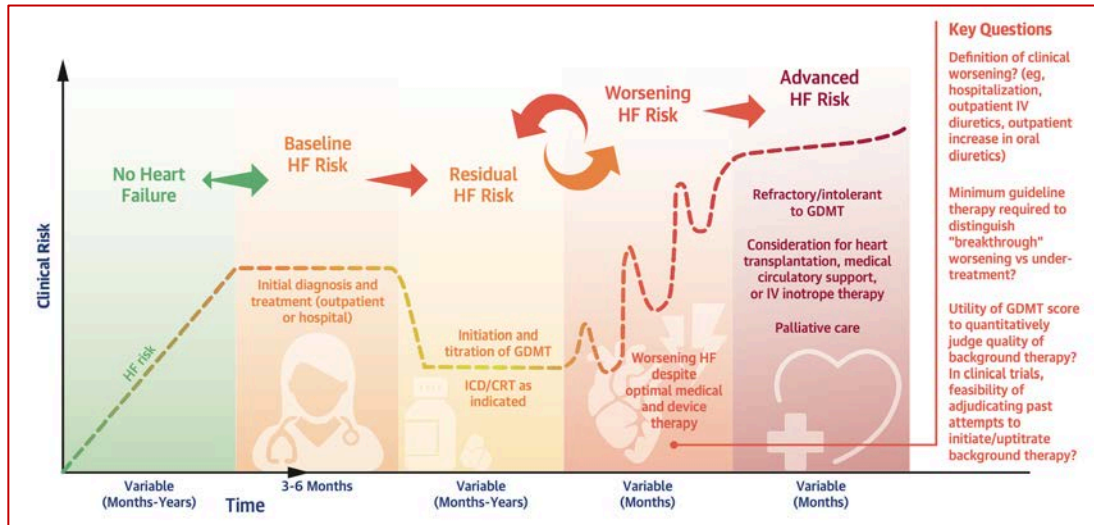 Clinical Risk
No Heart
Failure
HF risk
Variable
(Months-Years)
Baseline
HF Risk
Initial diagnosis and
treatment (outpatient
or hospital)
3-6 Months
Residual
HF Risk
Initiation and
titration of GDMT
ICD/CRT as
indicated
Variable
(Months-Years)
Worsening
HF Risk
Worsening HF
despite
optimal medical
and device
therapy
Variable
(Months)
Advanced
HF Risk
Refractory/intolerant
to GDMT
Consideration for heart
transplantation, medical
circulatory support,
or IV inotrope therapy
Palliative care
Variable
(Months)
Time
Key Questions
Definition of clinical
worsening? (eg,
hospitalization,
outpatient IV
diuretics, outpatient
increase in oral
diuretics)
Minimum guideline
therapy required to
distinguish
"breakthrough"
worsening vs under-
treatment?
Utility of GDMT score
to quantitatively
judge quality of
background therapy?
In clinical trials,
feasibility of
adjudicating past
attempts to
initiate/uptitrate
background therapy?